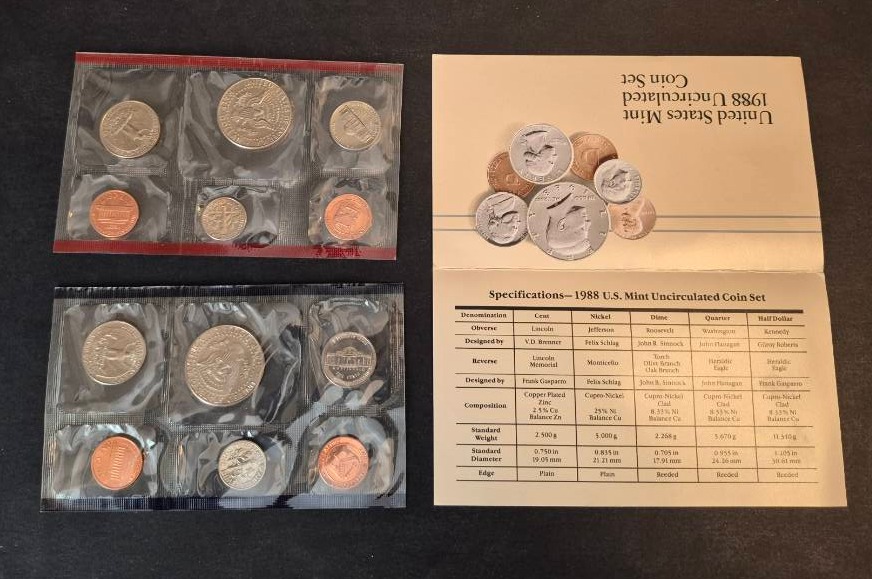 United States Mint
1988 Uncirculated
Coin Set
Specifications—1988 U.S. Mint Uncirculated Coin Set
Denomination Cent Nickel Dime Quarter Half Dollar
Obverse Lincoln Jefferson Roosevelt Washington Kennedy
Designed by V.D. Brenner Felix Schlag John R. Sinnock John Flanagan Gilroy Roberts
Reverse Lincoln Memorial Monticello Torch Olive Branch Oak Branch Heraldic Eagle Heraldic Eagle
Designed by Frank Gasparro Felix Schlag John R. Sinnock John Flanagan Frank Gasparro
Composition Copper Plated Zinc 2.5% Cu Balance Zn Cupro-Nickel 25% Ni Balance Cu Cupro-Nickel Clad 8.33% Ni Balance Cu Cupro-Nickel Clad 8.33% Ni Balance Cu Cupro-Nickel Clad 8.33% Ni Balance Cu
Standard Weight 2.500 g 5.000 g 2.268 g 5.670 g 11.340 g
Standard Diameter 0.750 in 19.05 mm 0.835 in 21.21 mm 0.705 in 17.91 mm 0.955 in 24.26 mm 1.205 in 30.61 mm
Edge Plain Plain Reeded Reeded Reeded